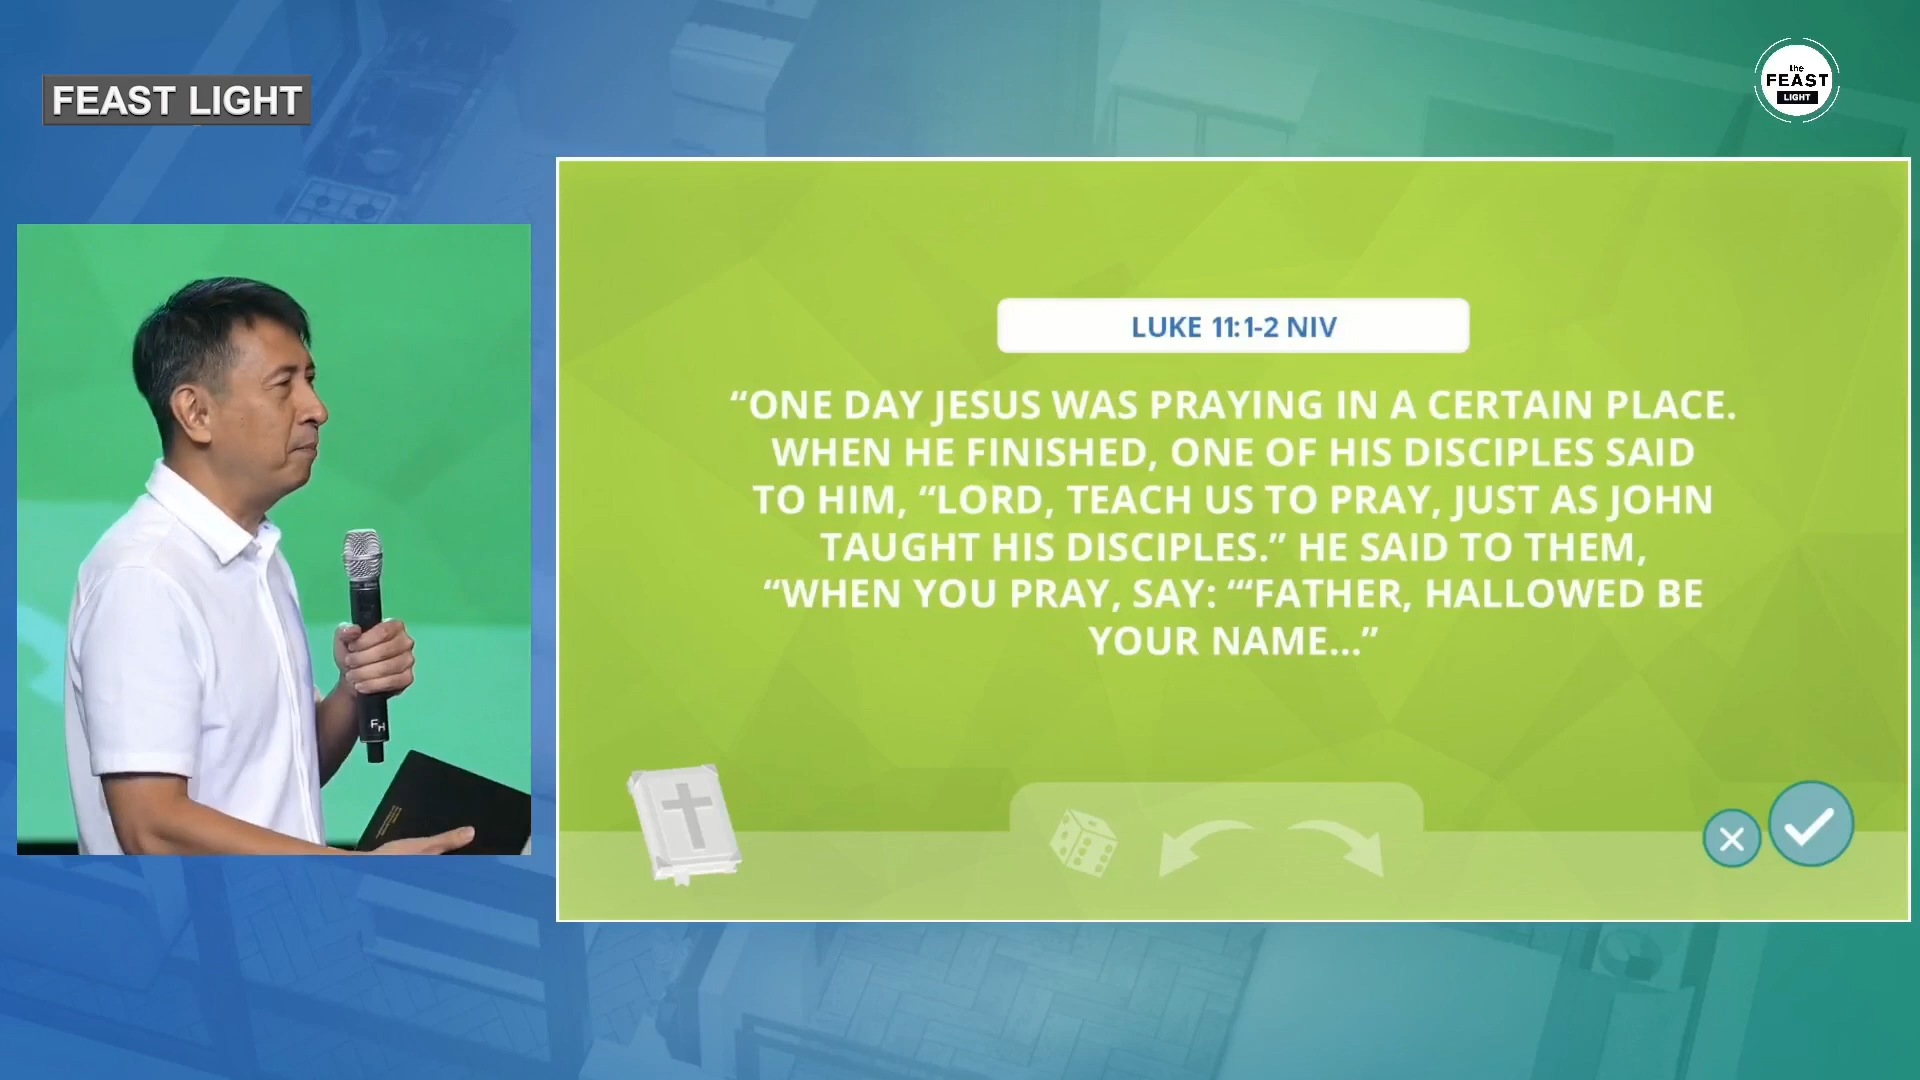 FEAST LIGHT
the
FEAST
LIGHT
LUKE 11:1-2 NIV
“ONE DAY JESUS WAS PRAYING IN A CERTAIN PLACE.
WHEN HE FINISHED, ONE OF HIS DISCIPLES SAID
TO HIM, “LORD, TEACH US TO PRAY, JUST AS JOHN
TAUGHT HIS DISCIPLES.” HE SAID TO THEM,
“WHEN YOU PRAY, SAY: “‘FATHER, HALLOWED BE
YOUR NAME...”
FH